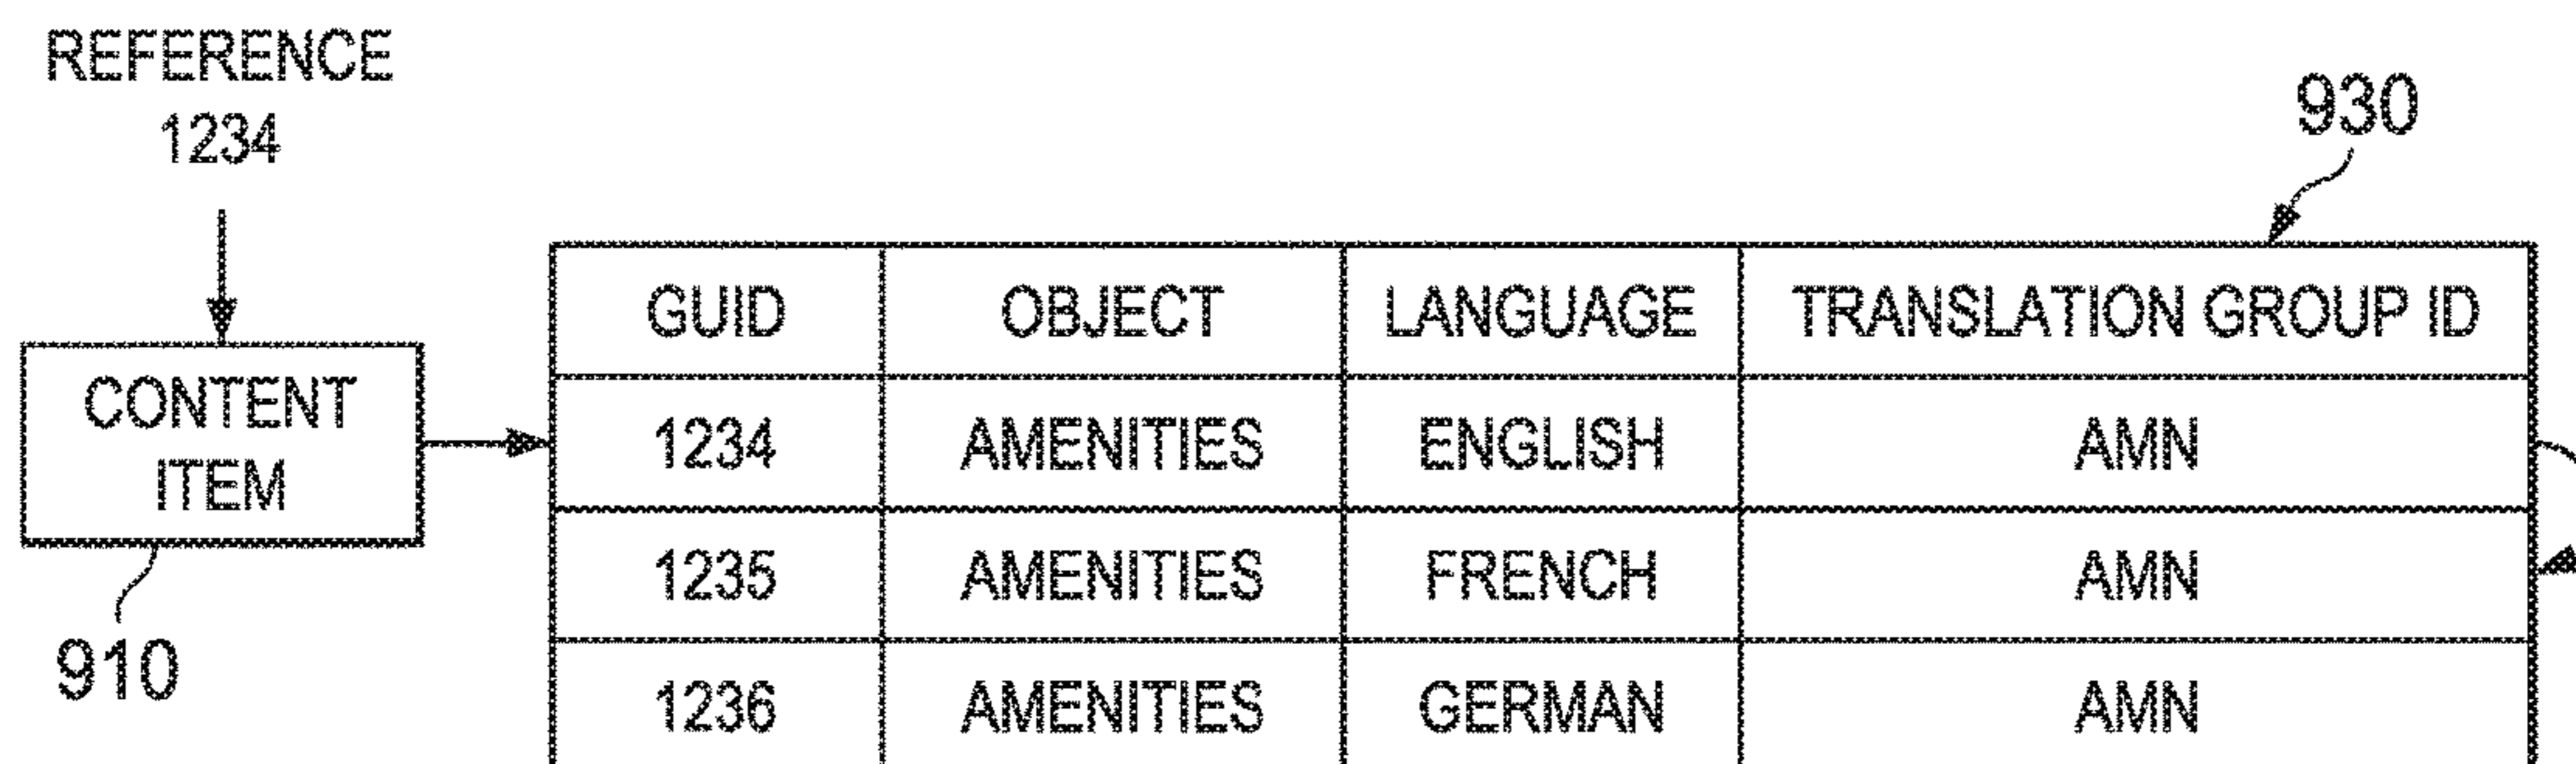 REFERENCE
1234
930
GUID OBJECT LANGUAGE TRANSLATION GROUP ID
CONTENT
ITEM
1234 AMENITIES ENGLISH AMN
1235 AMENITIES FRENCH AMN
910
1236 AMENITIES GERMAN AMN